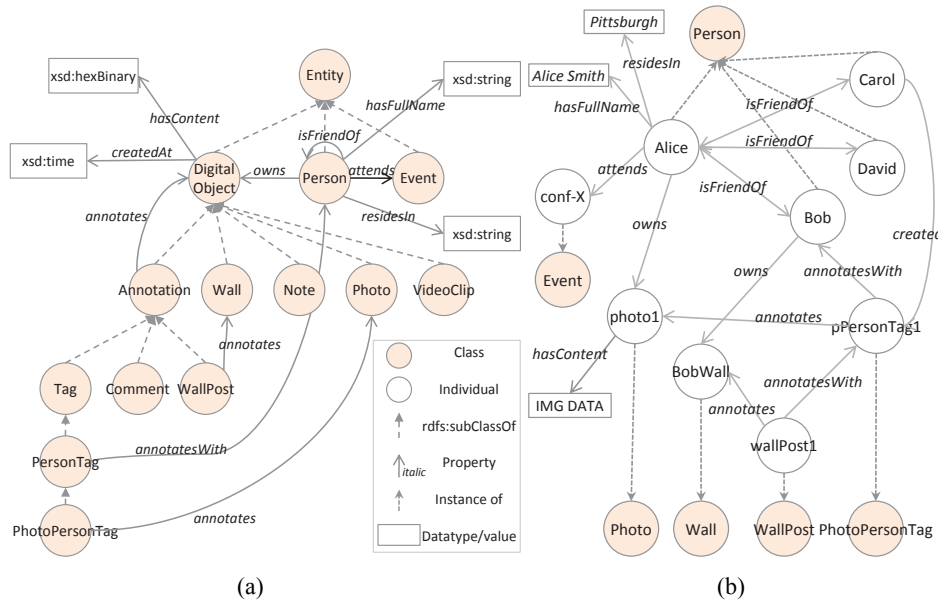 Entity
xsd:hexBinary
xsd:string
hasContent
hasFullName
isFriendOf
xsd:time
createdAt
Digital
Object
owns
Person
attends
Event
annotates
residesIn
xsd:string
Annotation
Wall
Note
Photo
VideoClip
annotates
Tag
Comment
WallPost
PersonTag
annotatesWith
PhotoPersonTag
annotates
Class
Individual
rdfs:subClassOf
Property
italic
Instance of
Datatype/value
(a)
Pittsburgh
Person
residesIn
Alice Smith
hasFullName
Carol
isFriendOf
Alice
isFriendOf
David
attends
conf-X
isFriendOf
Bob
owns
created
Event
owns
annotatesWith
photo1
annotates
pPersonTag1
hasContent
BobWall
annotatesWith
IMG DATA
annotates
wallPost1
Photo
Wall
WallPost
PhotoPersonTag
(b)